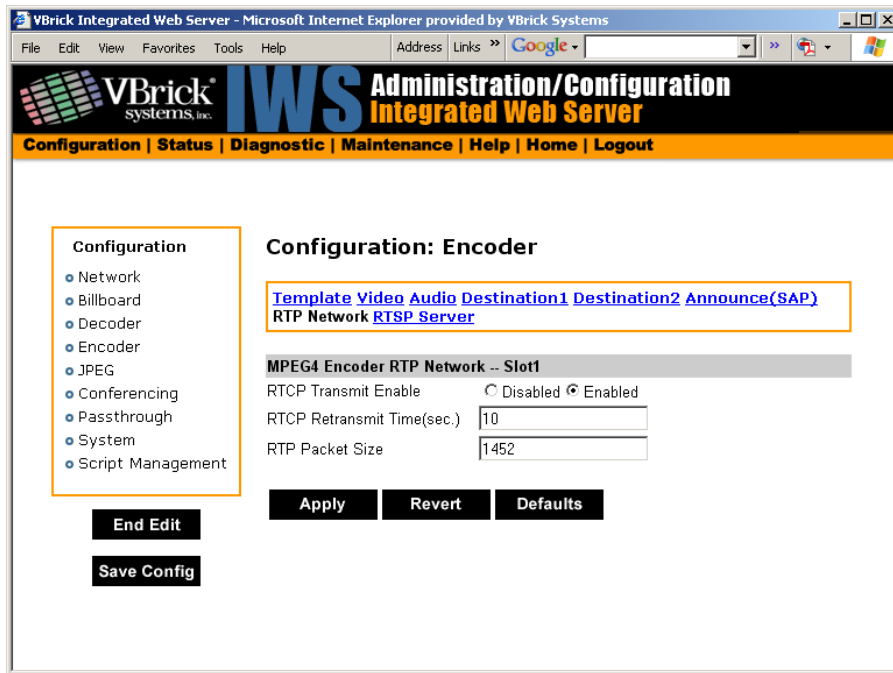 VBrick Integrated Web Server - Microsoft Internet Explorer provided by VBrick Systems
File Edit View Favorites Tools Help Address Links » Google »
VBrick systems, inc.
IWS
Administration/Configuration
Integrated Web Server
Configuration | Status | Diagnostic | Maintenance | Help | Home | Logout
Configuration
Network
Billboard
Decoder
Encoder
JPEG
Conferencing
Passthrough
System
Script Management
End Edit
Save Config
Configuration: Encoder
Template Video Audio Destination1 Destination2 Announce(SAP)
RTP Network RTSP Server
MPEG4 Encoder RTP Network -- Slot1
RTCP Transmit Enable Disabled Enabled
RTCP Retransmit Time(sec.) 10
RTP Packet Size 1452
Apply Revert Defaults